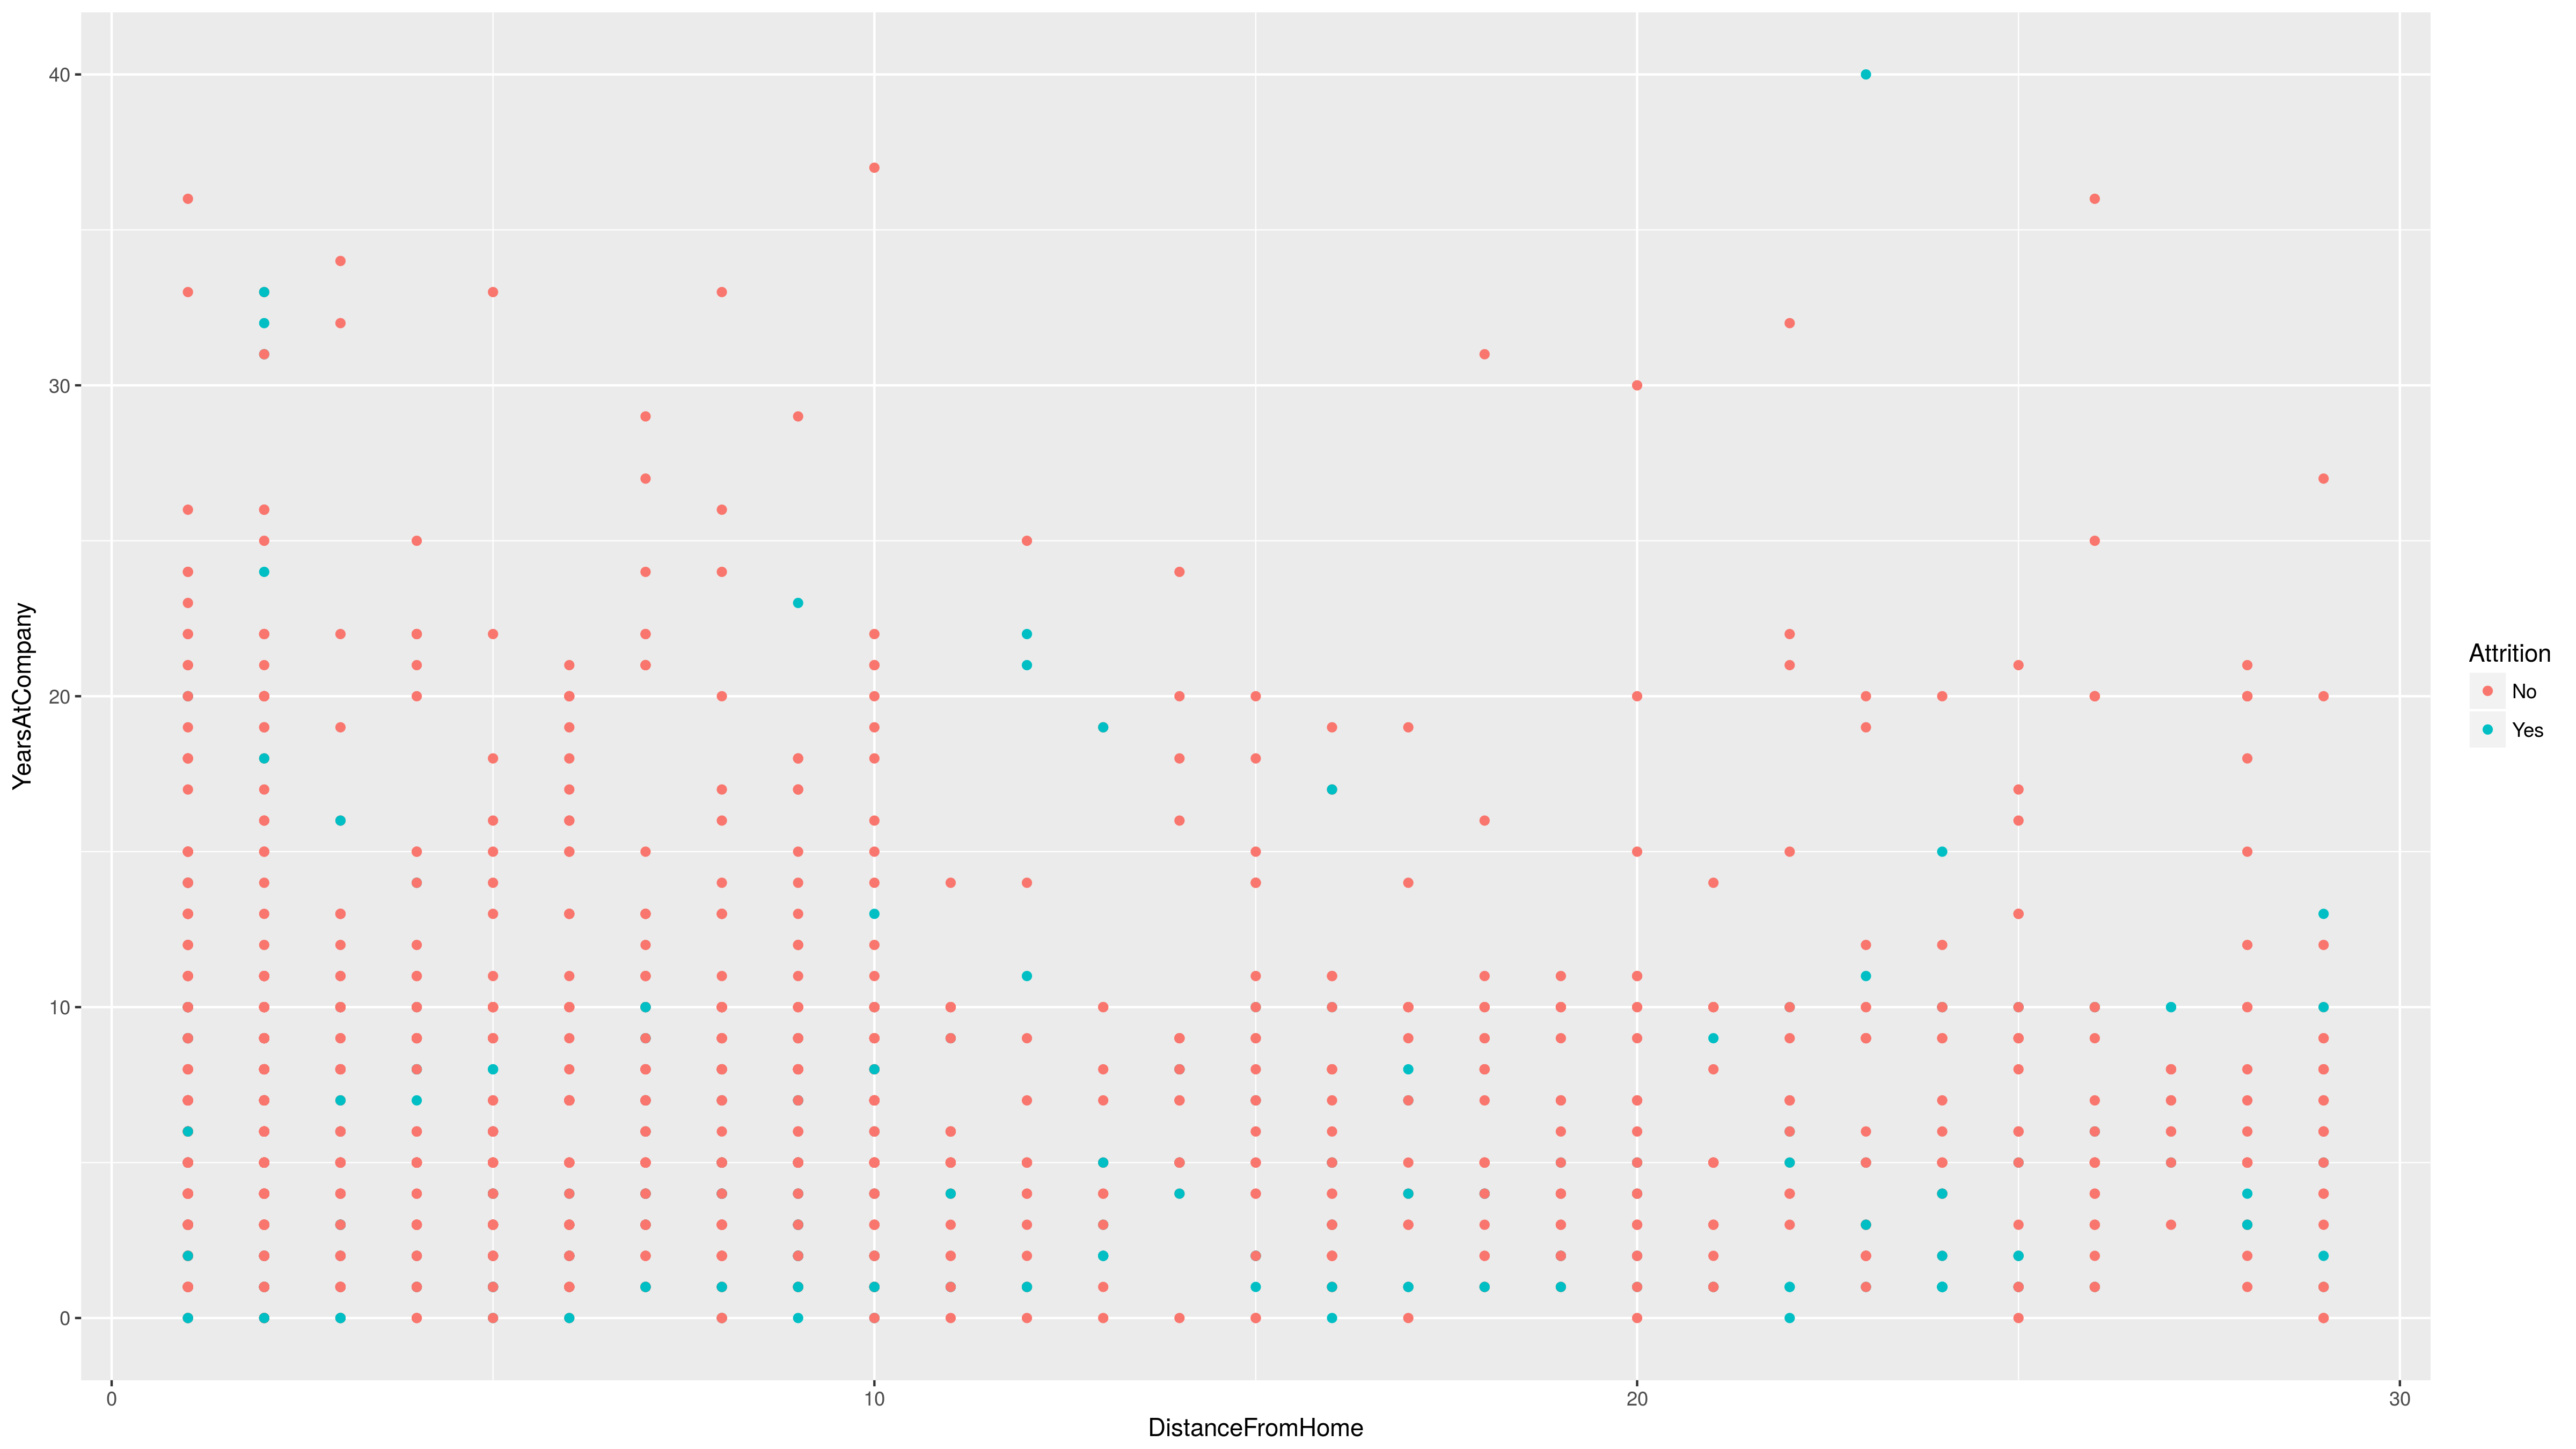 40
30
20
10
0
YearsAtCompany
0 10 20 30
DistanceFromHome
Attrition
No
Yes